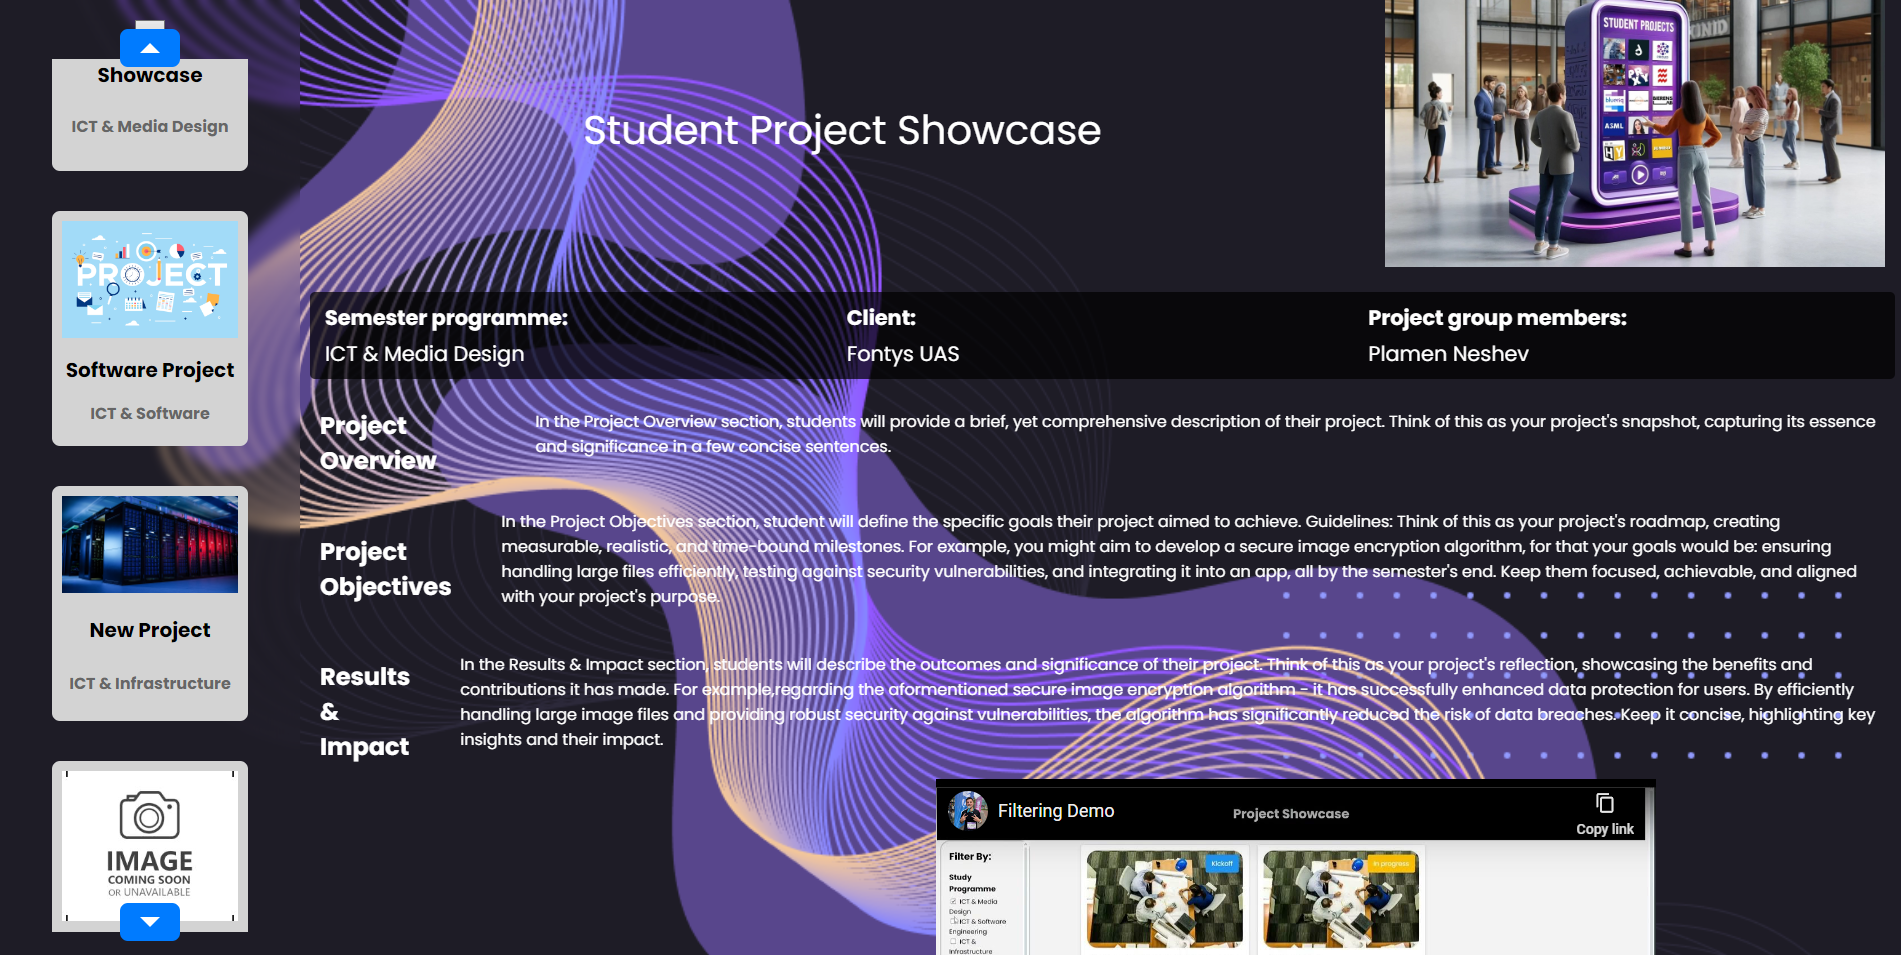 Showcase
ICT & Media Design
PROJECT
Software Project
ICT & Software
New Project
ICT & Infrastructure
IMAGE
COMING SOON
OR UNAVAILABLE
Student Project Showcase
STUDENT PROJECTS
ASML
HY
Semester programme:
ICT & Media Design
Client:
Fontys UAS
Project group members:
Plamen Neshev
Project
Overview
In the Project Overview section, students will provide a brief, yet comprehensive description of their project. Think of this as your project's snapshot, capturing its essence
and significance in a few concise sentences.
Project
Objectives
In the Project Objectives section, student will define the specific goals their project aimed to achieve. Guidelines: Think of this as your project's roadmap, creating
measurable, realistic, and time-bound milestones. For example, you might aim to develop a secure image encryption algorithm, for that your goals would be: ensuring
handling large files efficiently, testing against security vulnerabilities, and integrating it into an app, all by the semester's end. Keep them focused, achievable, and aligned
with your project's purpose.
Results
&
Impact
In the Results & Impact section, students will describe the outcomes and significance of their project. Think of this as your project's reflection, showcasing the benefits and
contributions it has made. For example,regarding the aformentioned secure image encryption algorithm - it has successfully enhanced data protection for users. By efficiently
handling large image files and providing robust security against vulnerabilities, the algorithm has significantly reduced the risk of data breaches. Keep it concise, highlighting key
insights and their impact.
Filtering Demo
Project Showcase
Copy link
Filter By:
Study
Programme
ICT & Media
Design
ICT & Software
Engineering
ICT &
Infrastructure
Kickoff
In progress